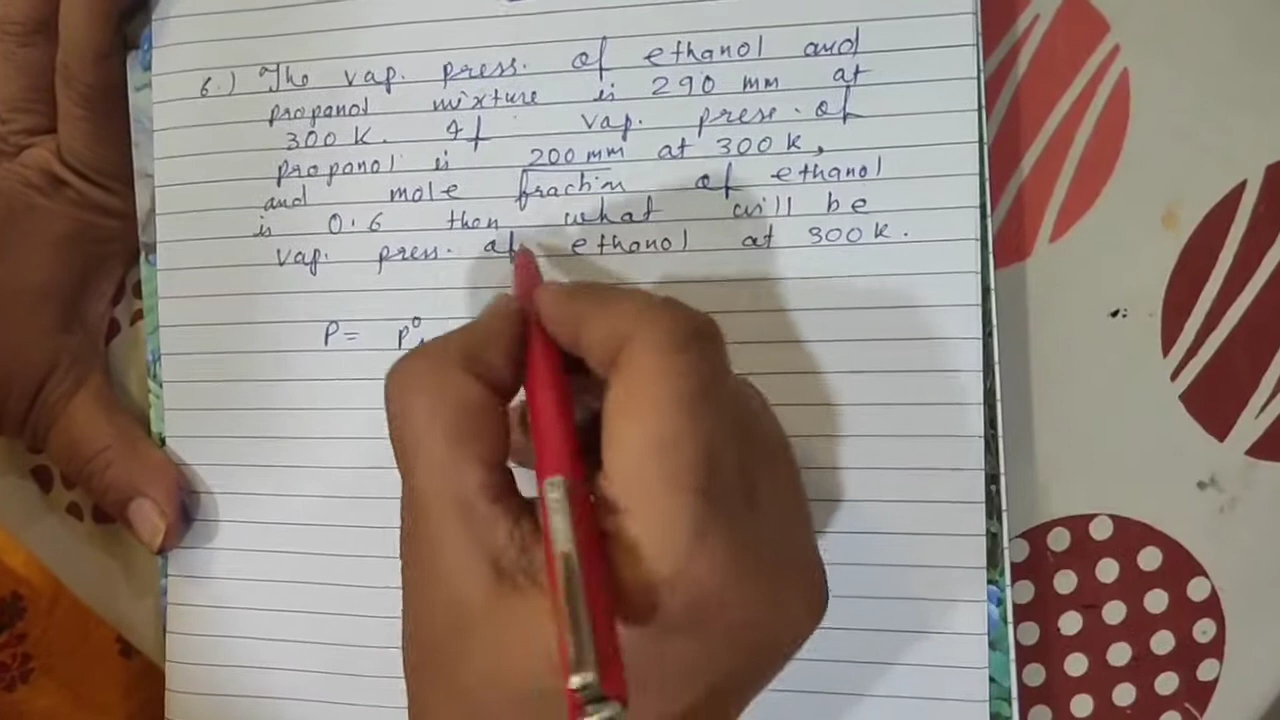 6.) The vap. press. of ethanol and
propanol mixture is 290 mm at
300 K. If vap. press. of
propanol is 200 mm at 300 K,
and mole fraction of ethanol
is 0.6 then what will be
vap. press. of ethanol at 300 K.
P = P°